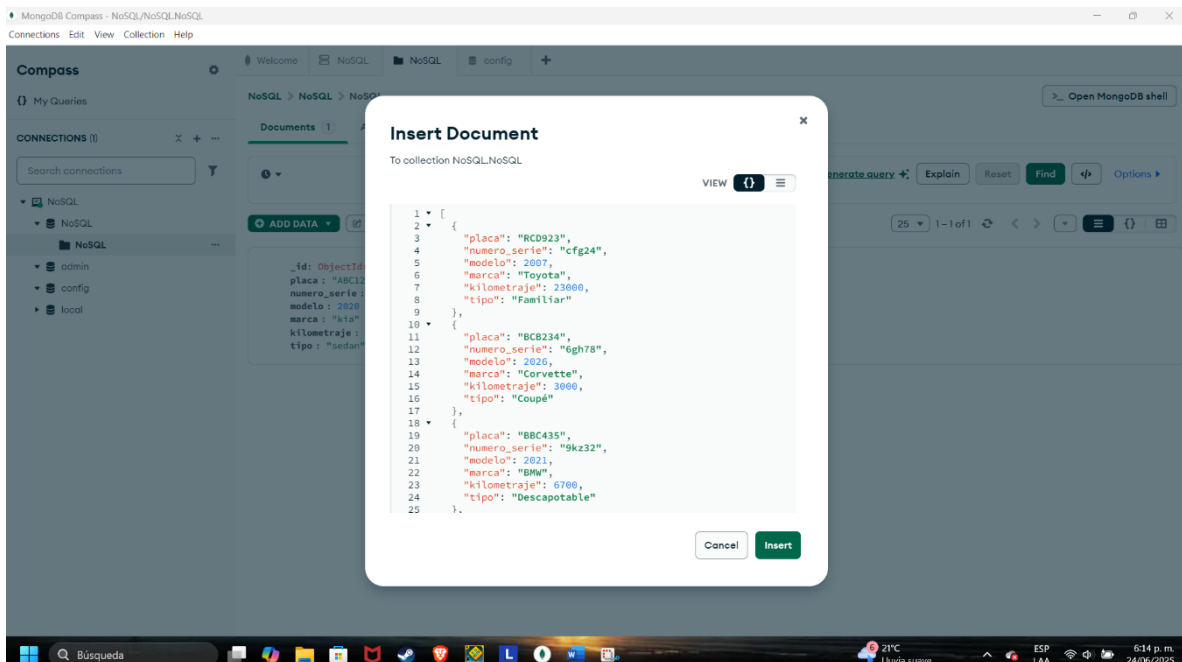 MongoDB Compass - NoSQL/NoSQL.NoSQL
Connections Edit View Collection Help
Compass
{} My Queries
CONNECTIONS (1)
Search connections
NoSQL
NoSQL
NoSQL
admin
config
local
Welcome
NoSQL
NoSQL
config
NoSQL > NoSQL > NoSQL
>_ Open MongoDB shell
Documents 1
enerate query
Explain
Reset
Find
</>
Options
ADD DATA
25
1-1 of 1
{}
_id: ObjectId
placa : "ABC12
numero_serie :
modelo : 2020
marca : "kia"
kilometraje :
tipo : "sedan"
Insert Document
To collection NoSQL.NoSQL
VIEW {}
1 [
2 {
3 "placa": "RCD923",
4 "numero_serie": "cfg24",
5 "modelo": 2007,
6 "marca": "Toyota",
7 "kilometraje": 23000,
8 "tipo": "Familiar"
9 },
10 {
11 "placa": "BCB234",
12 "numero_serie": "6gh78",
13 "modelo": 2026,
14 "marca": "Corvette",
15 "kilometraje": 3000,
16 "tipo": "Coupé"
17 },
18 {
19 "placa": "BBC435",
20 "numero_serie": "9kz32",
21 "modelo": 2021,
22 "marca": "BMW",
23 "kilometraje": 6700,
24 "tipo": "Descapotable"
25 },
Cancel
Insert
Búsqueda
21°C
Lluvia suave
ESP
LAA
6:14 p. m.
24/06/2025